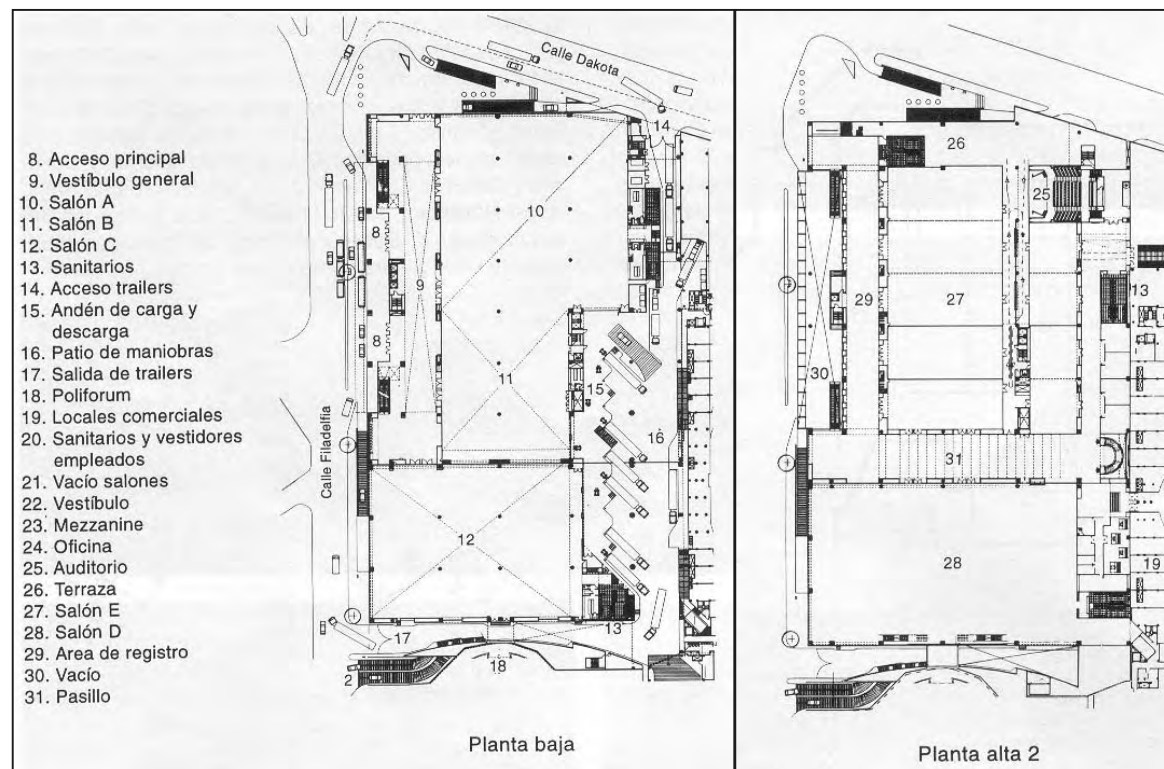 8. Acceso principal
9. Vestíbulo general
10. Salón A
11. Salón B
12. Salón C
13. Sanitarios
14. Acceso trailers
15. Andén de carga y
descarga
16. Patio de maniobras
17. Salida de trailers
18. Poliforum
19. Locales comerciales
20. Sanitarios y vestidores
empleados
21. Vacío salones
22. Vestíbulo
23. Mezzanine
24. Oficina
25. Auditorio
26. Terraza
27. Salón E
28. Salón D
29. Area de registro
30. Vacío
31. Pasillo
Calle Dakota
14
10
8
9
8
11
15
16
Calle Filadelfia
12
13
17
18
2
Planta baja
26
25
13
29
27
30
31
28
19
Planta alta 2